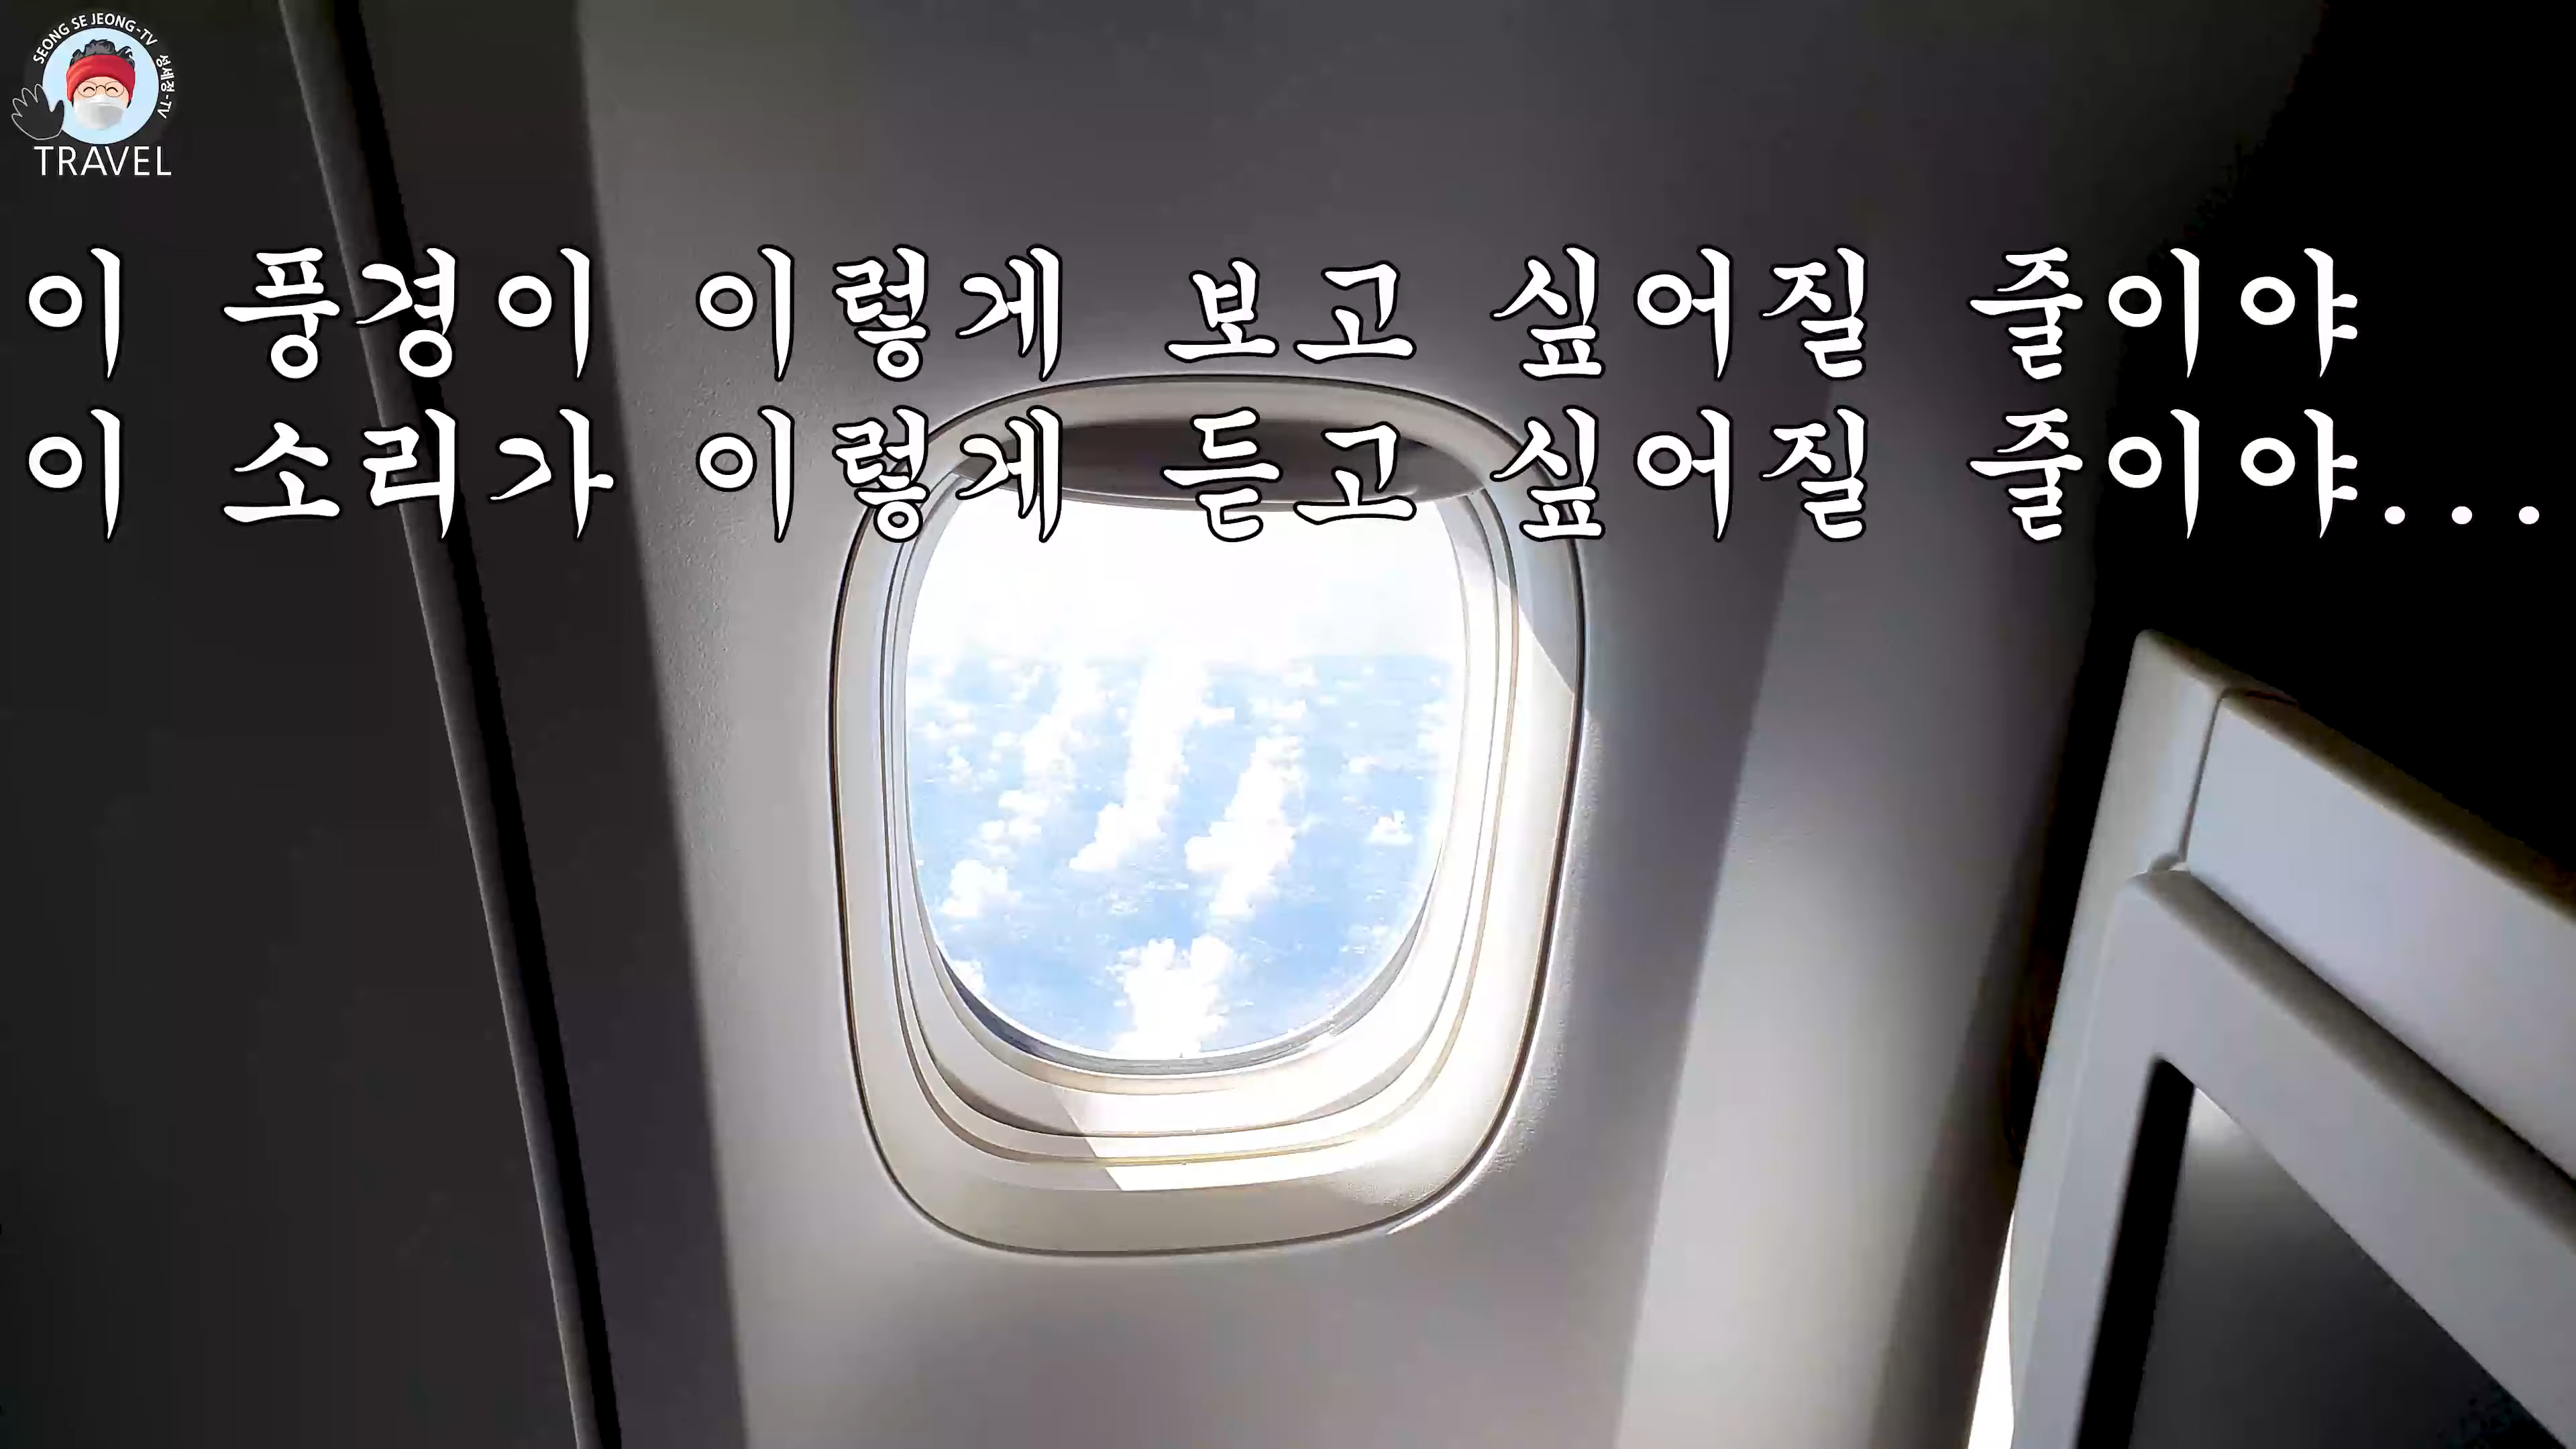 SEONG SE JEONG-TV
성세정-TV
TRAVEL
이 풍경이 이렇게 보고 싶어질 줄이야
이 소리가 이렇게 듣고 싶어질 줄이야...